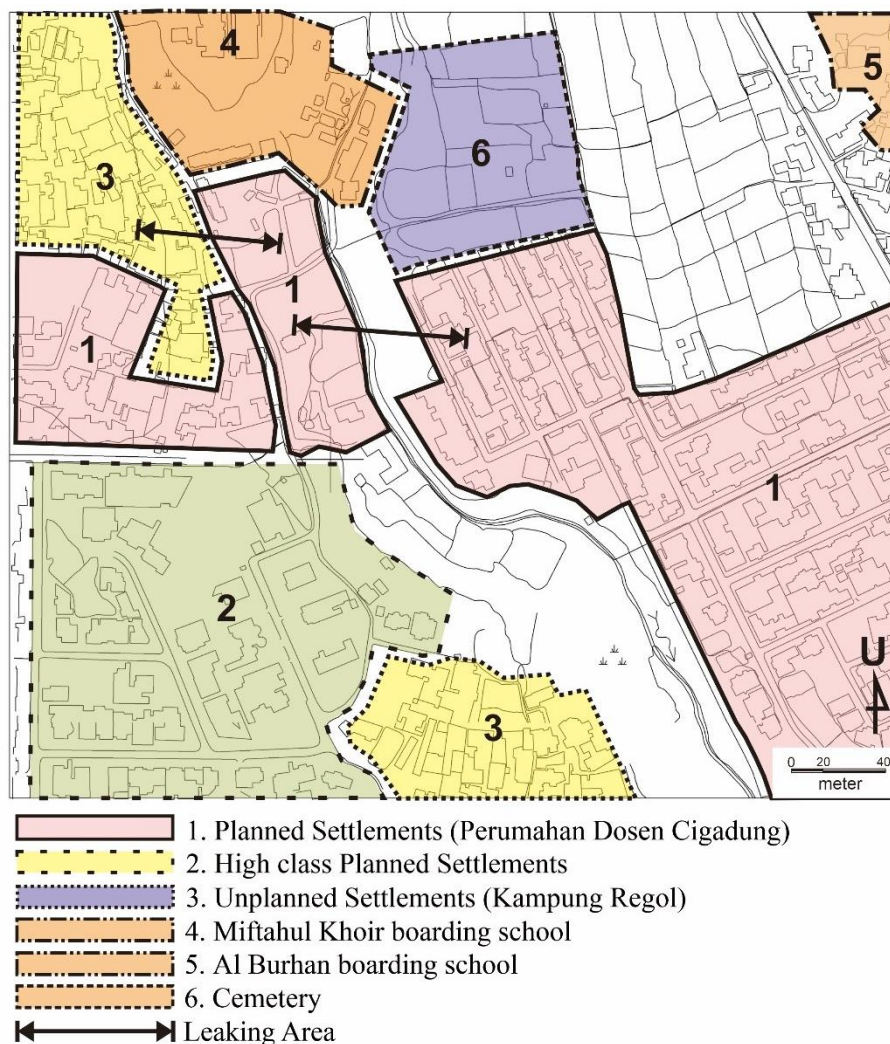 4
5
3
6
1
1
1
2
3
U
0 20 40
meter
1. Planned Settlements (Perumahan Dosen Cigadung)
2. High class Planned Settlements
3. Unplanned Settlements (Kampung Regol)
4. Miftahul Khoir boarding school
5. Al Burhan boarding school
6. Cemetery
Leaking Area